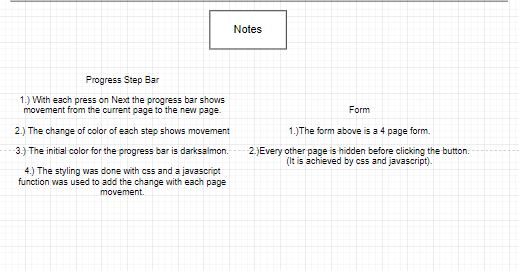 Notes
Progress Step Bar
1.) With each press on Next the progress bar shows
movement from the current page to the new page.
2.) The change of color of each step shows movement
3.) The initial color for the progress bar is darksalmon.
4.) The styling was done with css and a javascript
function was used to add the change with each page
movement.
Form
1.)The form above is a 4 page form.
2.)Every other page is hidden before clicking the button.
(It is achieved by css and javascript).